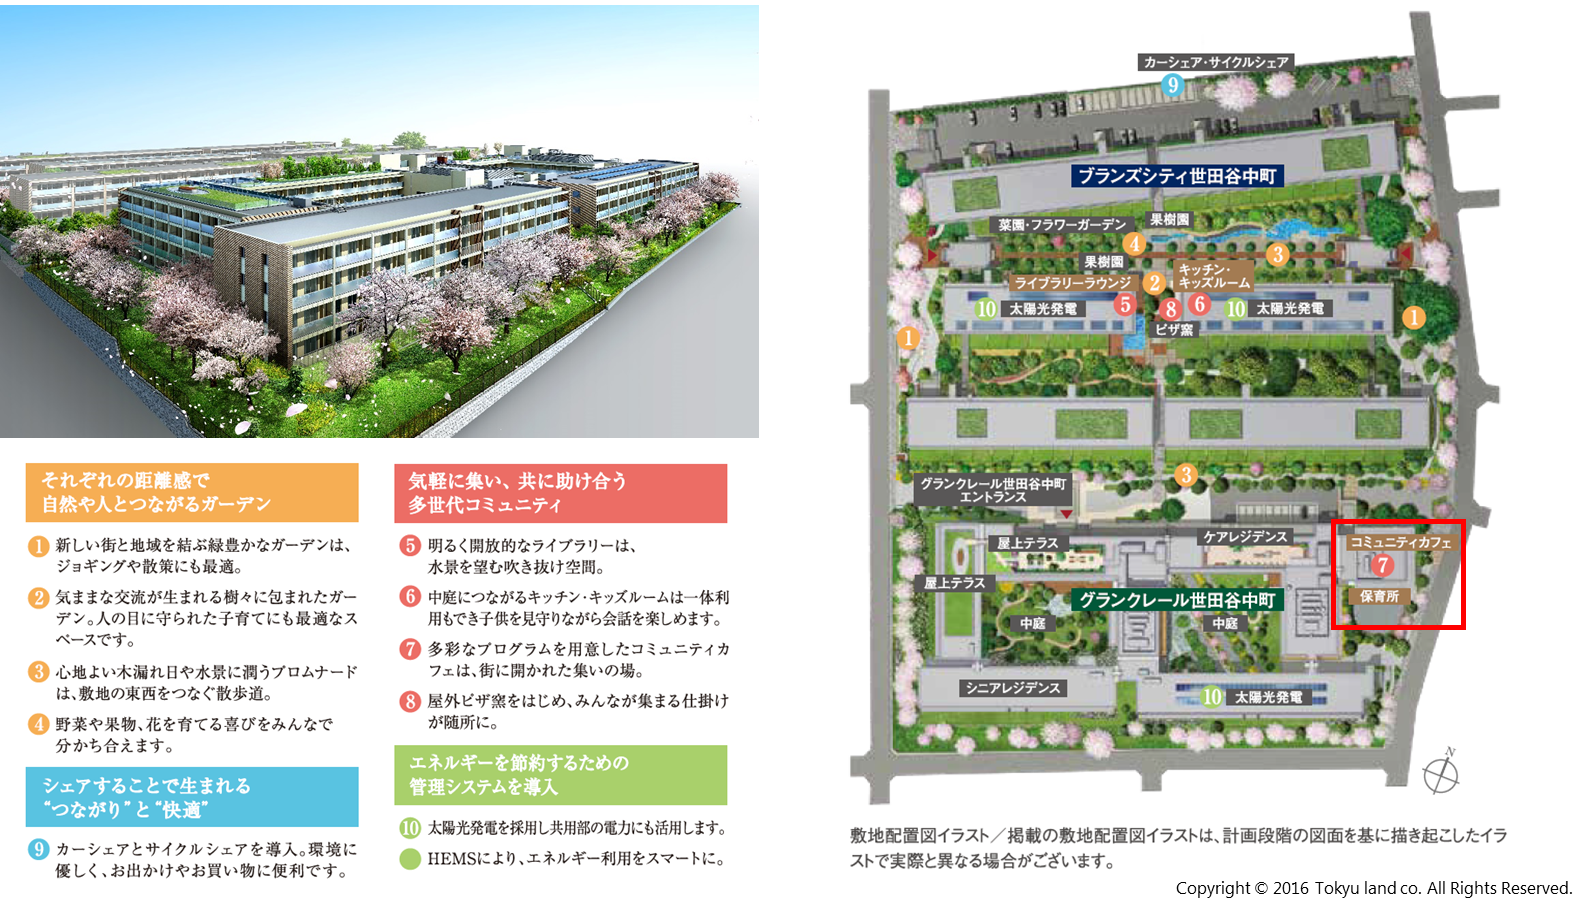 それぞれの距離感で
自然や人とつながるガーデン
1 新しい街と地域を結ぶ緑豊かなガーデンは、
ジョギングや散策にも最適。
2 気ままな交流が生まれる樹々に包まれたガー
デン。人の目に守られた子育てにも最適なス
ペースです。
3 心地よい木漏れ日や水景に潤うプロムナード
は、敷地の東西をつなぐ散歩道。
4 野菜や果物、花を育てる喜びをみんなで
分かち合えます。
シェアすることで生まれる
“つながり”と“快適”
9 カーシェアとサイクルシェアを導入。環境に
優しく、お出かけやお買い物に便利です。
気軽に集い、共に助け合う
多世代コミュニティ
5 明るく開放的なライブラリーは、
水景を望む吹き抜け空間。
6 中庭につながるキッチン・キッズルームは一体利
用もでき子供を見守りながら会話を楽しめます。
7 多彩なプログラムを用意したコミュニティカ
フェは、街に開かれた集いの場。
8 屋外ピザ窯をはじめ、みんなが集まる仕掛け
が随所に。
エネルギーを節約するための
管理システムを導入
10 太陽光発電を採用し共用部の電力にも活用します。
HEMSにより、エネルギー利用をスマートに。
カーシェア・サイクルシェア
9
ブランズシティ世田谷中町
菜園・フラワーガーデン
果樹園
4
3
果樹園
ライブラリーラウンジ
2
キッチン・
キッズルーム
10 太陽光発電
5
8
6
10 太陽光発電
ピザ窯
1
1
3
グランクレール世田谷中町
エントランス
屋上テラス
ケアレジデンス
コミュニティカフェ
7
屋上テラス
保育所
グランクレール世田谷中町
中庭
中庭
シニアレジデンス
10 太陽光発電
N
敷地配置図イラスト／掲載の敷地配置図イラストは、計画段階の図面を基に描き起こしたイラ
ストで実際と異なる場合がございます。
Copyright © 2016 Tokyu land co. All Rights Reserved.